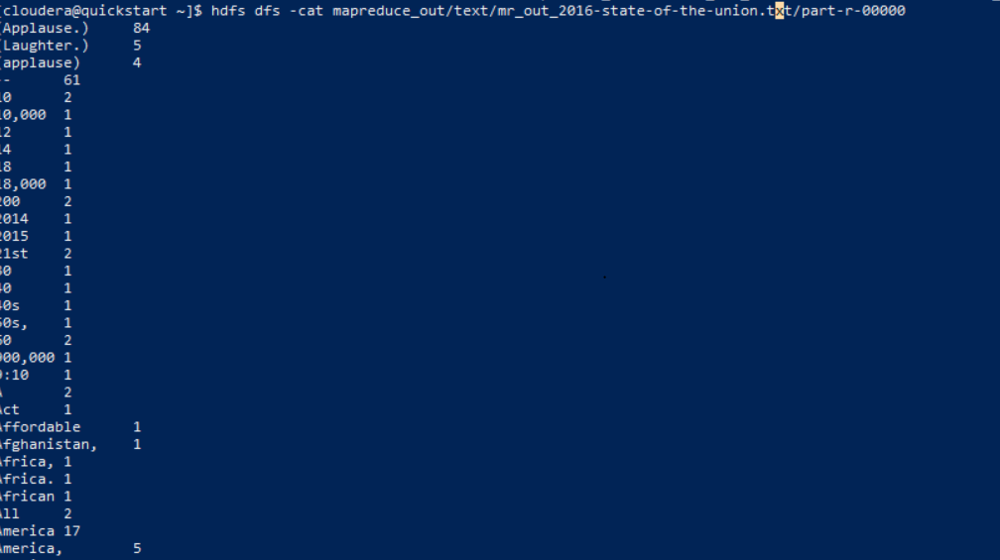 [cloudera@quickstart ~]$ hdfs dfs -cat mapreduce_out/text/mr_out_2016-state-of-the-union.txt/part-r-00000
(Applause.) 84
(Laughter.) 5
(applause) 4
-- 61
10 2
10,000 1
12 1
14 1
18 1
18,000 1
200 2
2014 1
2015 1
21st 2
30 1
40 1
40s 1
50s, 1
60 2
900,000 1
9:10 1
A 2
Act 1
Affordable 1
Afghanistan, 1
Africa, 1
Africa. 1
African 1
All 2
America 17
America, 5